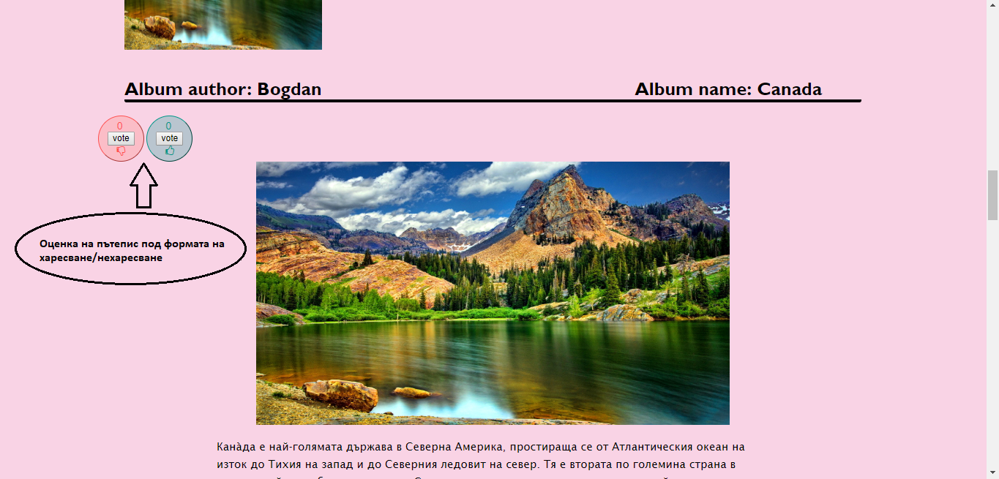 Album author: Bogdan Album name: Canada
0 0
vote vote
Оценка на пътепис под формата на
харесване/нехаресване
Кана̀да е най-голямата държава в Северна Америка, простираща се от Атлантическия океан на
изток до Тихия на запад и до Северния ледовит на север. Тя е втората по големина страна в